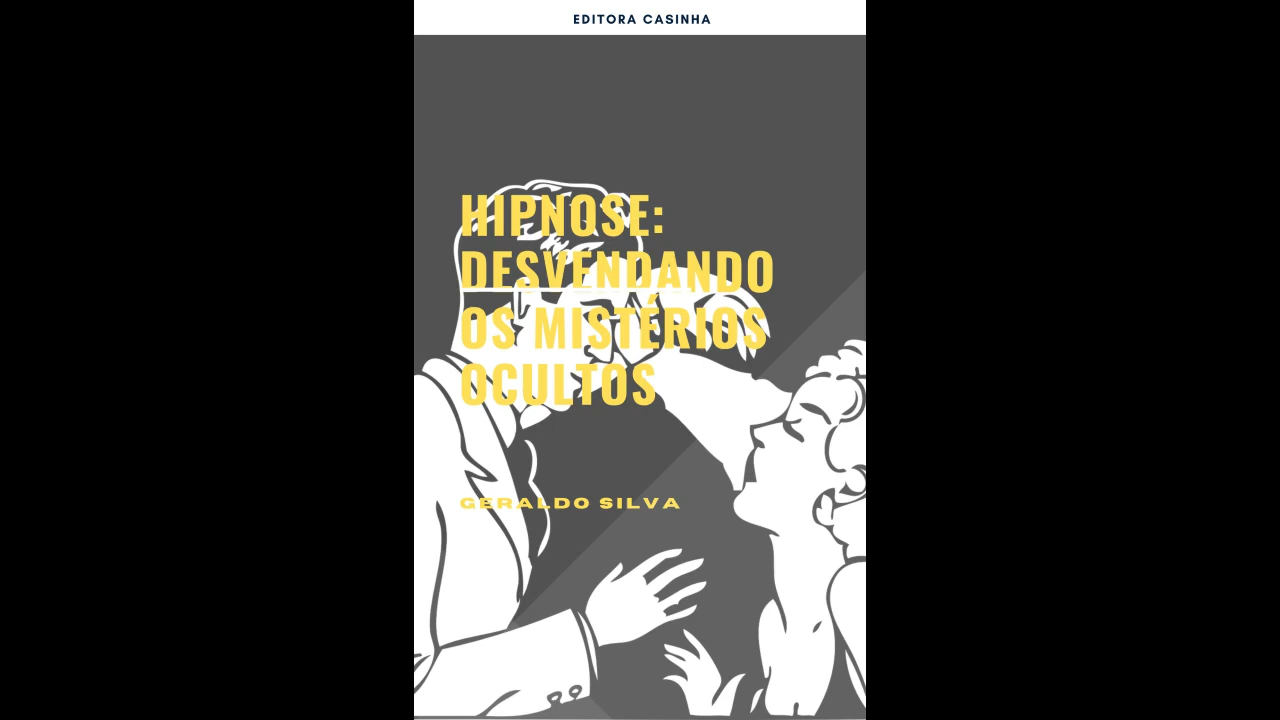 EDITORA CASINHA
HIPNOSE:
DESVENDANDO
OS MISTÉRIOS
OCULTOS
GERALDO SILVA